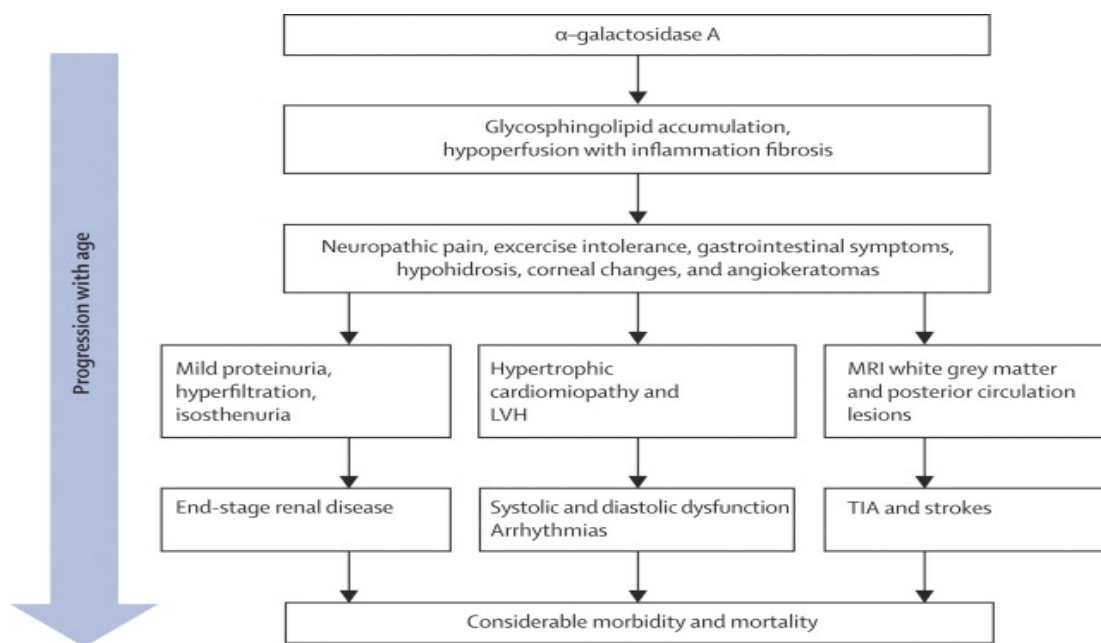 α–galactosidase A
Progression with age
Glycosphingolipid accumulation,
hypoperfusion with inflammation fibrosis
Neuropathic pain, excercise intolerance, gastrointestinal symptoms,
hypohidrosis, corneal changes, and angiokeratomas
Mild proteinuria,
hyperfiltration,
isosthenuria
Hypertrophic
cardiomiopathy and
LVH
MRI white grey matter
and posterior circulation
lesions
End-stage renal disease
Systolic and diastolic dysfunction
Arrhythmias
TIA and strokes
Considerable morbidity and mortality